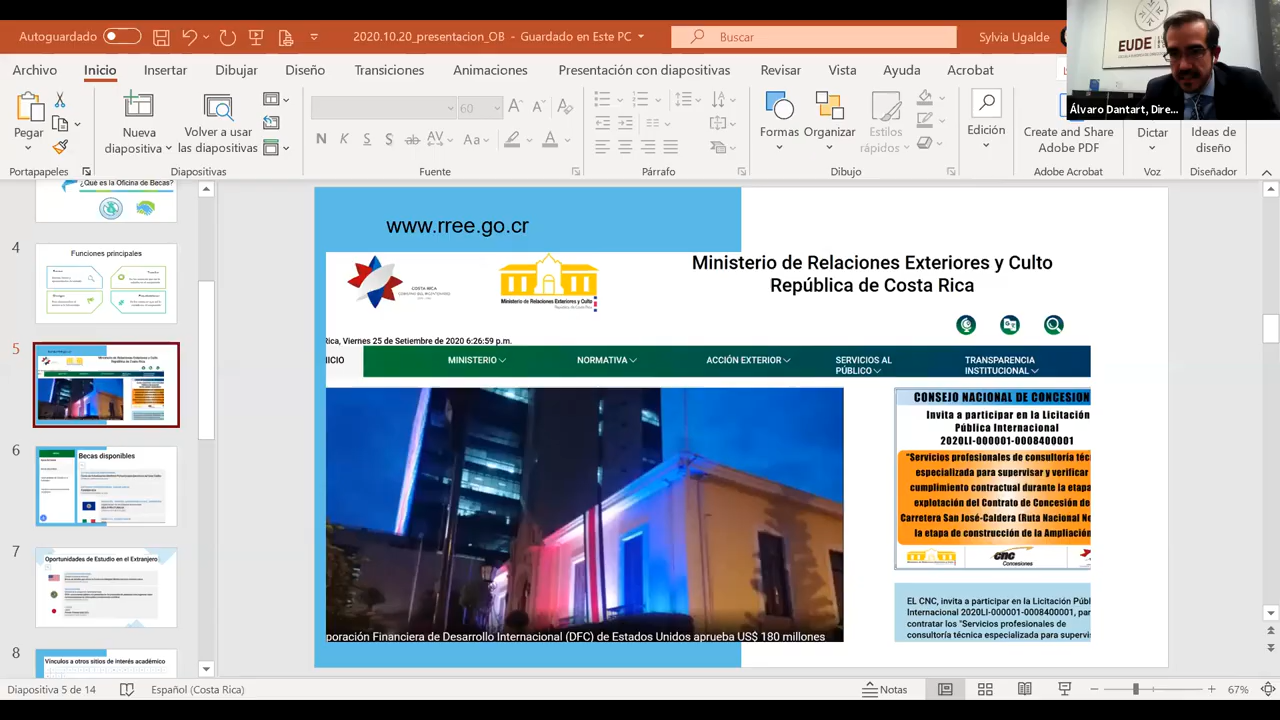 Autoguardado
2020.10.20_presentacion_OB - Guardado en Este PC
Buscar
Sylvia Ugalde
EUDE
Álvaro Dantart, Dire...
Archivo Inicio Insertar Dibujar Diseño Transiciones Animaciones Presentación con diapositivas Revisar Vista Ayuda Acrobat
Pegar
Nueva diapositiva
Volver a usar las diapositivas
60
N K S ab AV Aa A
Formas Organizar Estilos rápidos
Edición
Create and Share Adobe PDF
Dictar
Ideas de diseño
Portapapeles Diapositivas Fuente Párrafo Dibujo Adobe Acrobat Voz Diseñador
¿Qué es la Oficina de Becas?
4
Funciones principales
5
6
Becas disponibles
7
Oportunidades de Estudio en el Extranjero
8
Vínculos a otros sitios de interés académico
www.rree.go.cr
COSTA RICA
Ministerio de Relaciones Exteriores y Culto
Ministerio de Relaciones Exteriores y Culto
República de Costa Rica
ica, Viernes 25 de Setiembre de 2020 6:26:59 p.m.
NICIO MINISTERIO NORMATIVA ACCIÓN EXTERIOR SERVICIOS AL PÚBLICO TRANSPARENCIA INSTITUCIONAL
poración Financiera de Desarrollo Internacional (DFC) de Estados Unidos aprueba US$ 180 millones
CONSEJO NACIONAL DE CONCESION
Invita a participar en la Licitación
Pública Internacional
2020LI-000001-0008400001
"Servicios profesionales de consultoría téc
especializada para supervisar y verificar
cumplimiento contractual durante la etapa
explotación del Contrato de Concesión de
Carretera San José-Caldera (Ruta Nacional N
la etapa de construcción de la Ampliación
cnc
Concesiones
EL CNC, invita a participar en la Licitación Públ
Internacional 2020LI-000001-0008400001, par
contratar los "Servicios profesionales de
consultoría técnica especializada para supervis
Diapositiva 5 de 14
Español (Costa Rica)
Notas
67%